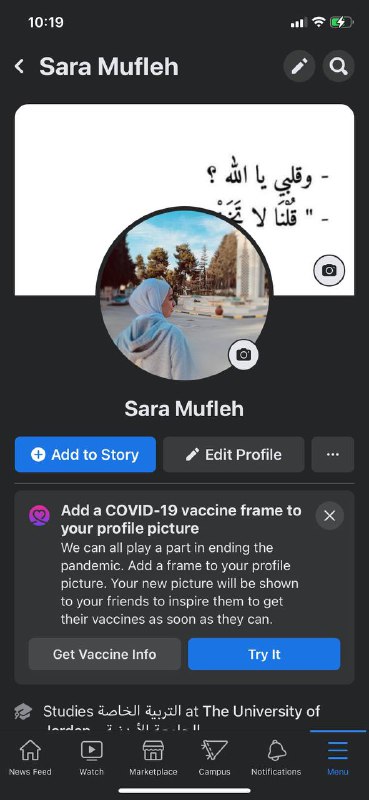 10:19
Sara Mufleh
- وقلبي يا الله ؟
- " قُلْنَا لا
Sara Mufleh
Add to Story
Edit Profile
...
Add a COVID-19 vaccine frame to
your profile picture
We can all play a part in ending the
pandemic. Add a frame to your profile
picture. Your new picture will be shown
to your friends to inspire them to get
their vaccines as soon as they can.
Get Vaccine Info
Try It
Studies التربية الخاصة at The University of
Jordan - الجامعة الأردنية
News Feed
Watch
Marketplace
Campus
Notifications
Menu